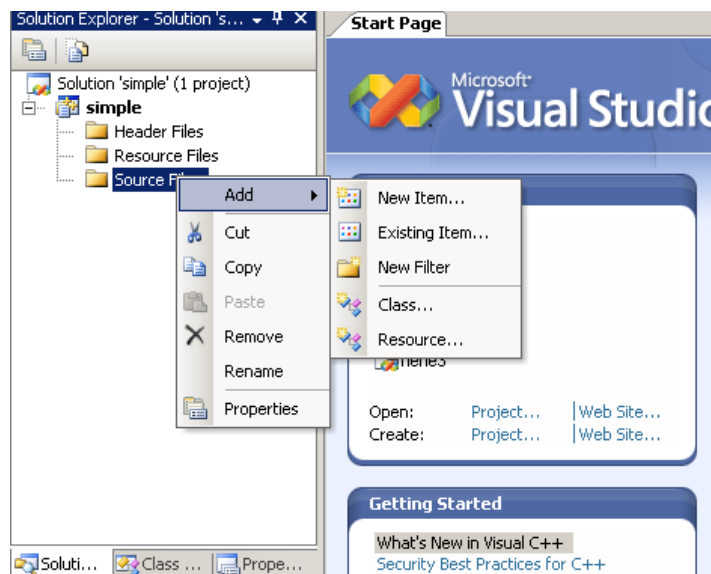 Solution Explorer - Solution 's...
Start Page
Solution 'simple' (1 project)
simple
Header Files
Resource Files
Source
Microsoft
Visual Studio
Add
Cut
Copy
Paste
Remove
Rename
Properties
New Item...
Existing Item...
New Filter
Class...
Resource...
Open: Project... | Web Site...
Create: Project... | Web Site...
Getting Started
What's New in Visual C++
Security Best Practices for C++
Soluti...
Class ...
Prope...